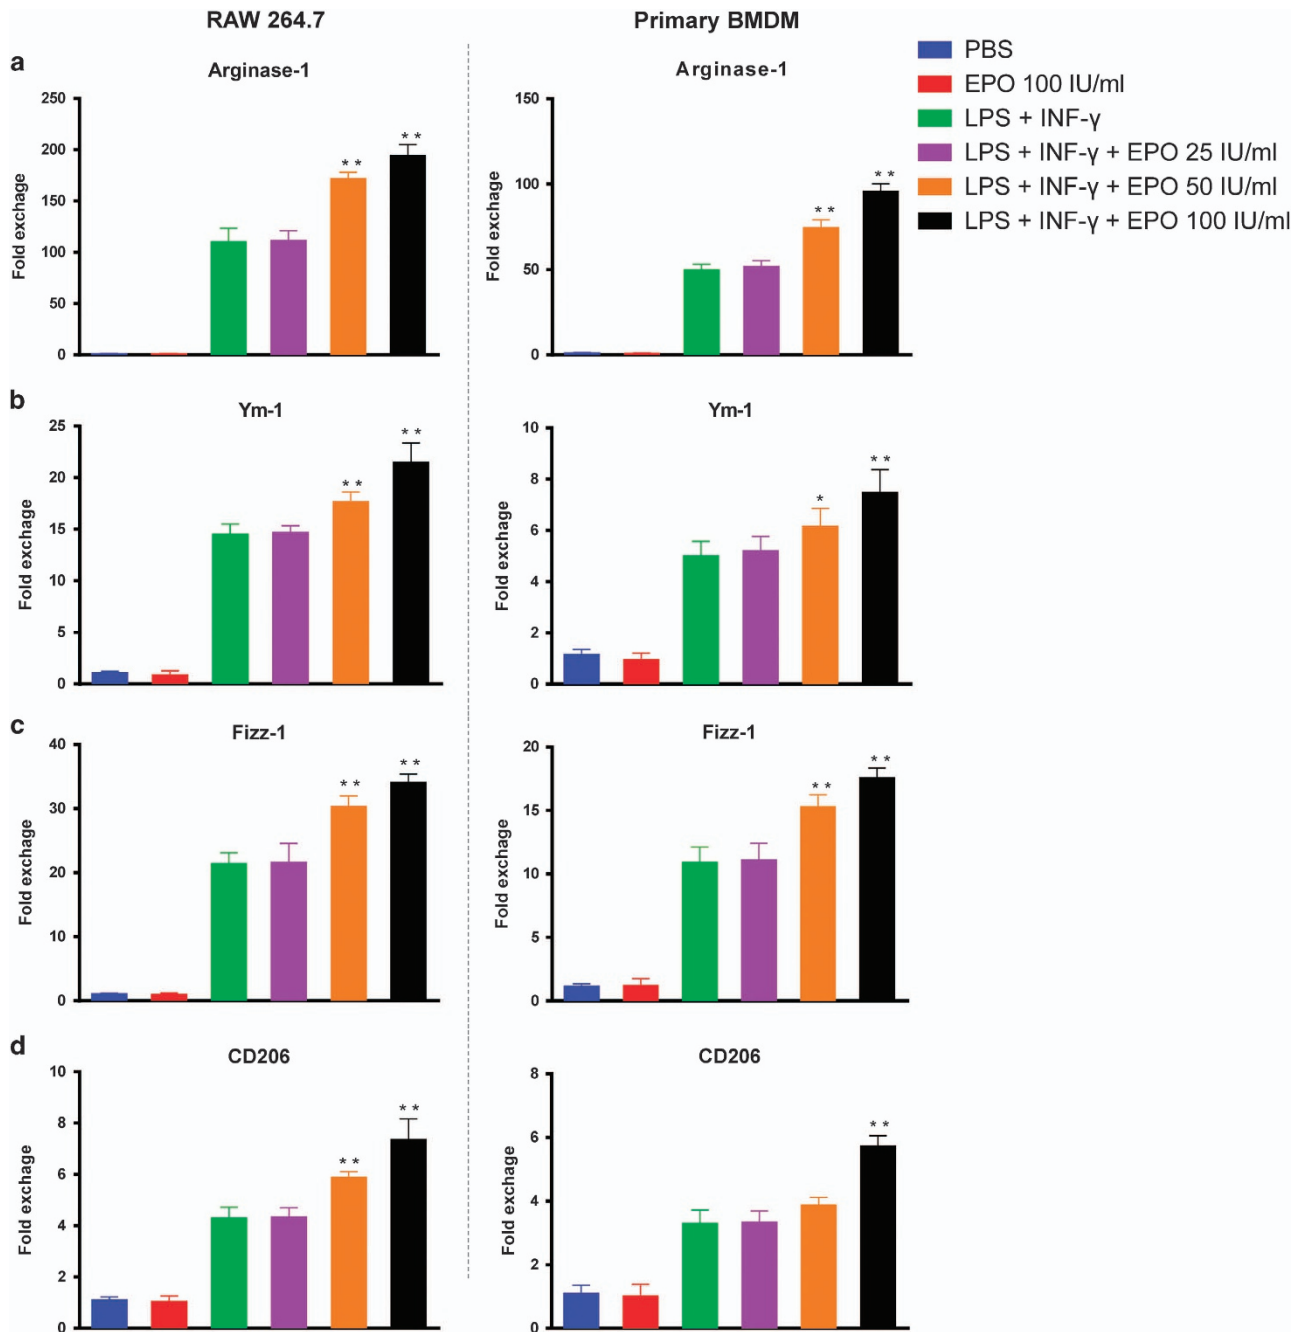 RAW 264.7
Primary BMDM
PBS
EPO 100 IU/ml
LPS + INF-γ
LPS + INF-γ + EPO 25 IU/ml
LPS + INF-γ + EPO 50 IU/ml
LPS + INF-γ + EPO 100 IU/ml
a
Arginase-1
Fold exchage
250
200
150
100
50
0
* *
* *
Arginase-1
Fold exchage
150
100
50
0
* *
* *
b
Ym-1
Fold exchage
25
20
15
10
5
0
* *
* *
Ym-1
Fold exchage
10
8
6
4
2
0
*
* *
c
Fizz-1
Fold exchage
40
30
20
10
0
* *
* *
Fizz-1
Fold exchage
20
15
10
5
0
* *
* *
d
CD206
Fold exchage
10
8
6
4
2
0
* *
* *
CD206
Fold exchage
8
6
4
2
0
* *